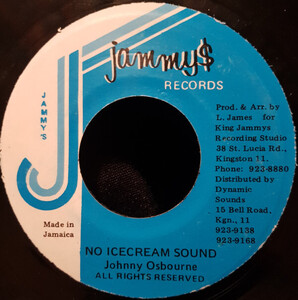 jammy$
RECORDS
JAMMY'S
Prod. & Arr. by
L. James for
King Jammys
Recording Studio
38 St. Lucia Rd.,
Kingston 11.
Phone: 923-8880
Distributed by
Dynamic
Sounds
15 Bell Road,
Kgn., 11
923-9138
923-9168
Made in
Jamaica
NO ICECREAM SOUND
Johnny Osbourne
ALL RIGHTS RESERVED